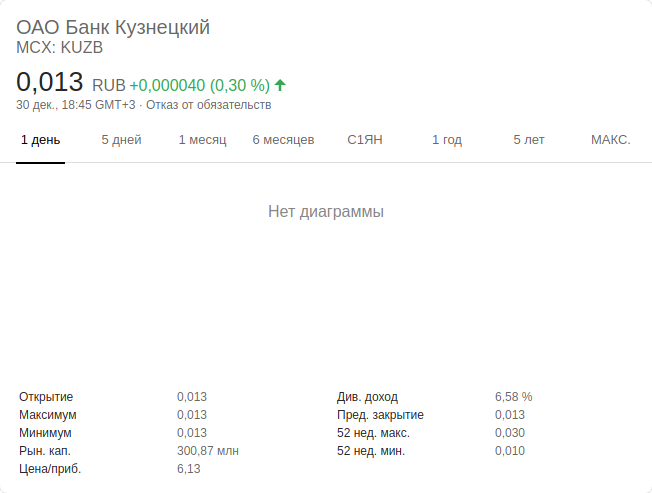 ОАО Банк Кузнецкий
MCX: KUZB
0,013 RUB +0,000040 (0,30 %)
30 дек., 18:45 GMT+3 · Отказ от обязательств
1 день 5 дней 1 месяц 6 месяцев С1ЯН 1 год 5 лет МАКС.
Нет диаграммы
Открытие 0,013 Див. доход 6,58 %
Максимум 0,013 Пред. закрытие 0,013
Минимум 0,013 52 нед. макс. 0,030
Рын. кап. 300,87 млн 52 нед. мин. 0,010
Цена/приб. 6,13